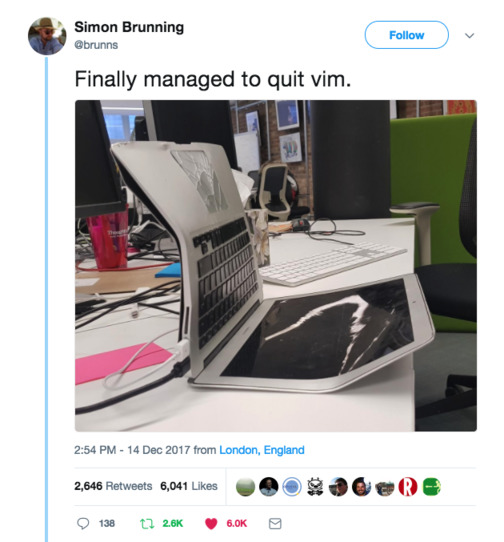 Simon Brunning
@brunns
Follow
Finally managed to quit vim.
2:54 PM - 14 Dec 2017 from London, England
2,646 Retweets 6,041 Likes
138 2.6K 6.0K